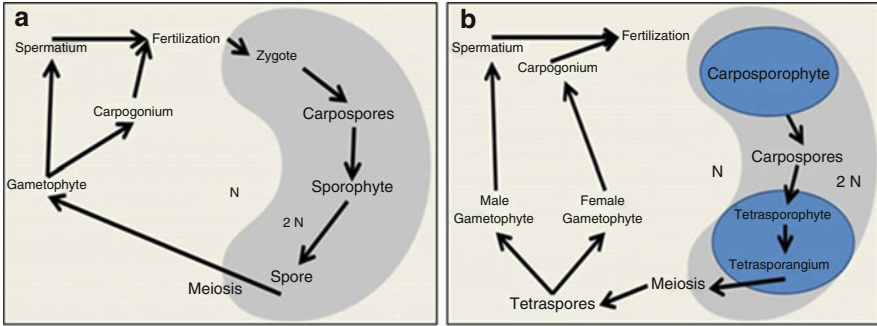 a
Spermatium
Fertilization
Zygote
Carpogonium
Carpospores
Gametophyte
N
Sporophyte
2 N
Spore
Meiosis
b
Spermatium
Fertilization
Carpogonium
Carposporophyte
Carpospores
N
2 N
Male
Gametophyte
Female
Gametophyte
Tetrasporophyte
Tetrasporangium
Meiosis
Tetraspores